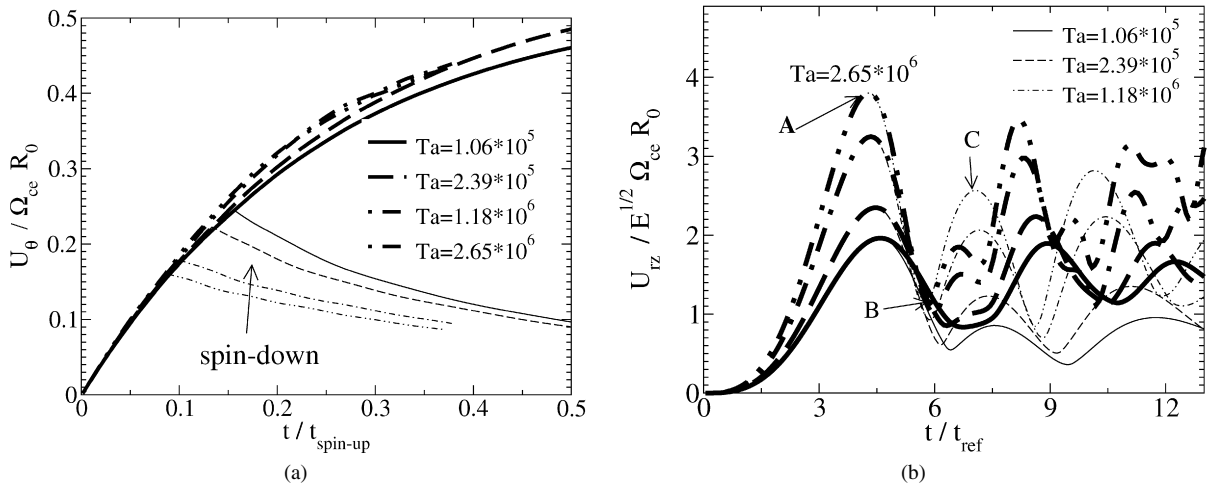 0.5
0.4
0.3
0.2
0.1
0
U_θ / Ω_ce R_0
Ta=1.06*10^5
Ta=2.39*10^5
Ta=1.18*10^6
Ta=2.65*10^6
spin-down
0 0.1 0.2 0.3 0.4 0.5
t / t_spin-up
(a)
4
3
2
1
0
U_rz / E^1/2 Ω_ce R_0
Ta=1.06*10^5
Ta=2.39*10^5
Ta=1.18*10^6
Ta=2.65*10^6
A
C
B
0 3 6 9 12
t / t_ref
(b)